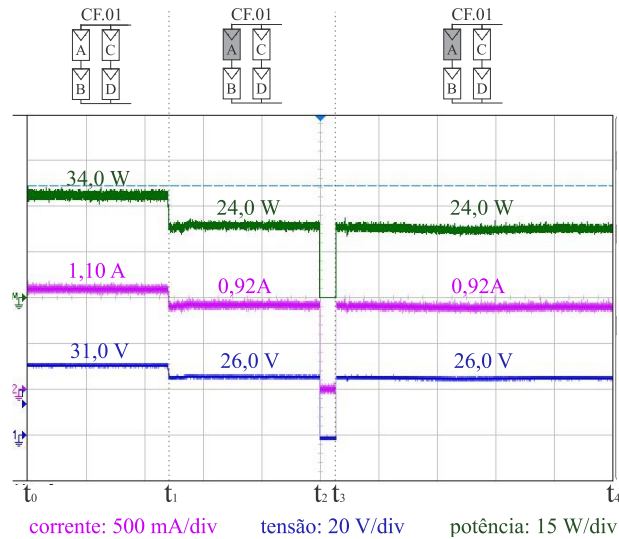 CF.01 CF.01 CF.01
A C A C A C
B D B D B D
34,0 W 24,0 W 24,0 W
1,10 A 0,92A 0,92A
31,0 V 26,0 V 26,0 V
M
2
1
t0 t1 t2 t3 t4
corrente: 500 mA/div tensão: 20 V/div potência: 15 W/div